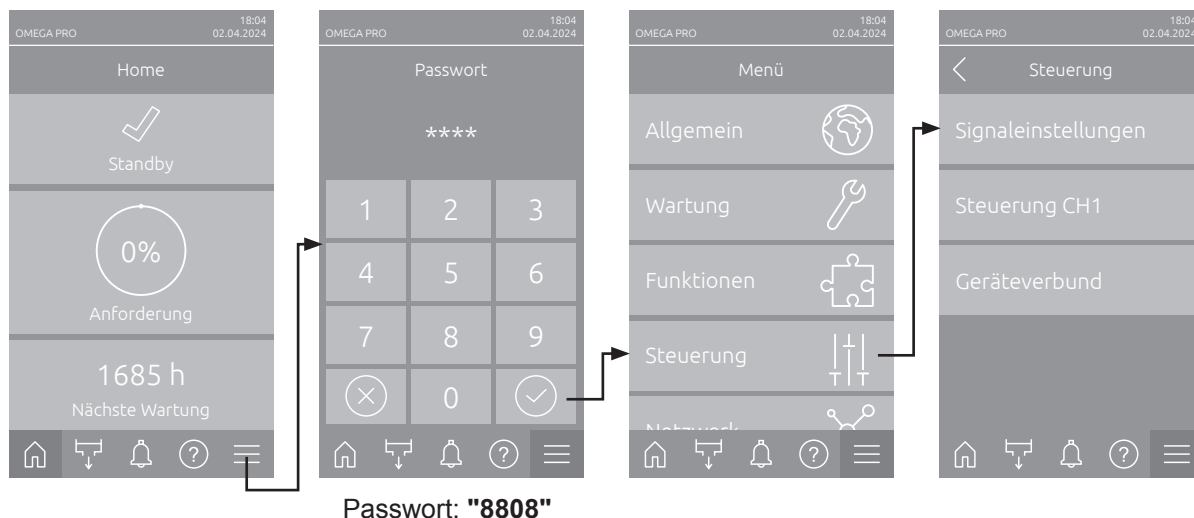 18:04
OMEGA PRO 02.04.2024
Home
Standby
0%
Anforderung
1685 h
Nächste Wartung
?
18:04
OMEGA PRO 02.04.2024
Passwort
****
1 2 3
4 5 6
7 8 9
0
?
Passwort: "8808"
18:04
OMEGA PRO 02.04.2024
Menü
Allgemein
Wartung
Funktionen
Steuerung
Netzwerk
?
18:04
OMEGA PRO 02.04.2024
Steuerung
Signaleinstellungen
Steuerung CH1
Geräteverbund
?